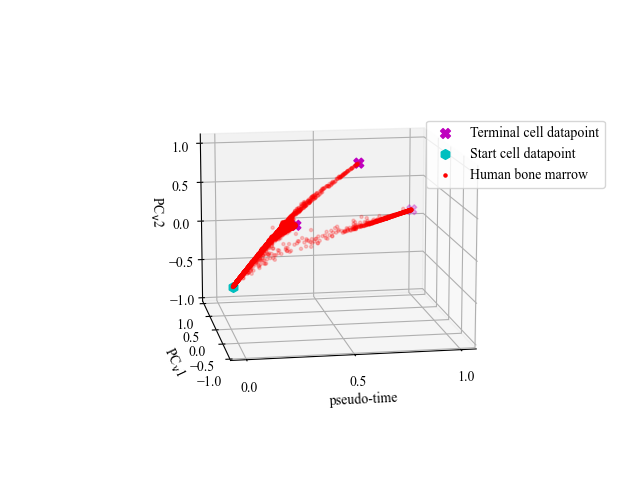 Terminal cell datapoint
Start cell datapoint
Human bone marrow
1.0
0.5
0.0
−0.5
−1.0
PCv2
1.0
0.5
0.0
−0.5
−1.0
PCv1
0.0
0.5
1.0
pseudo-time